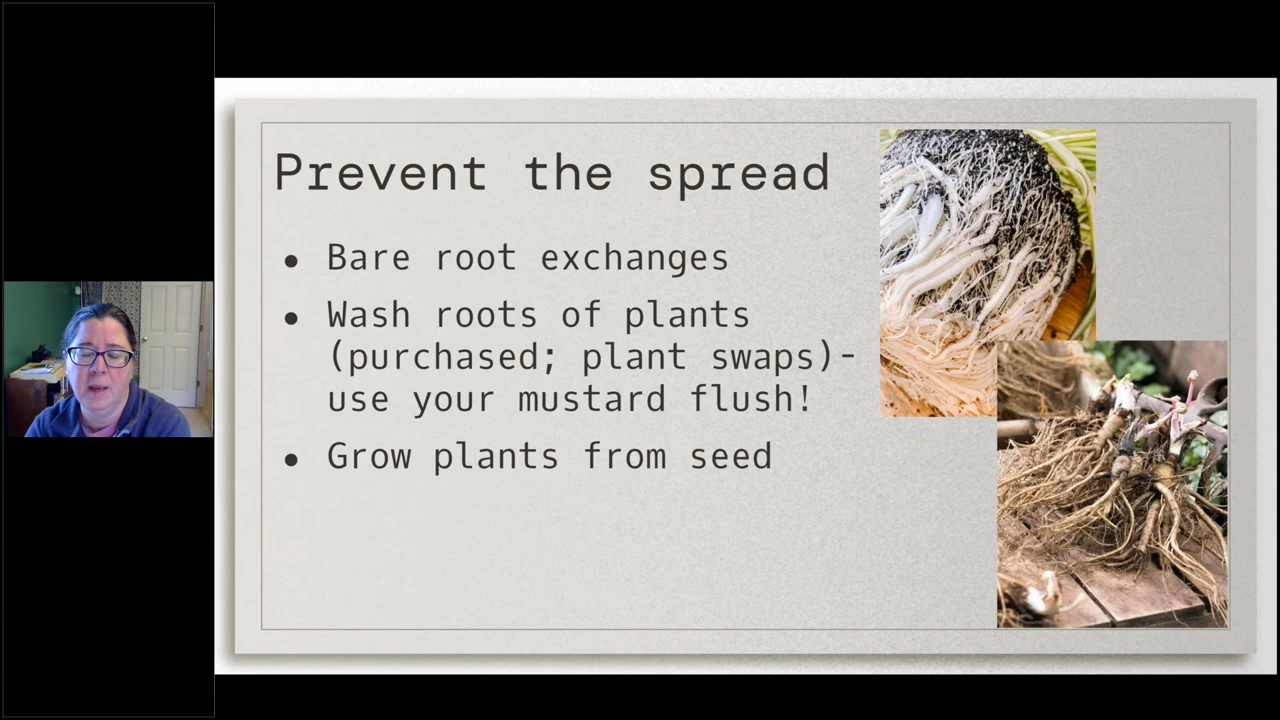 Prevent the spread
● Bare root exchanges
● Wash roots of plants
(purchased; plant swaps)-
use your mustard flush!
● Grow plants from seed